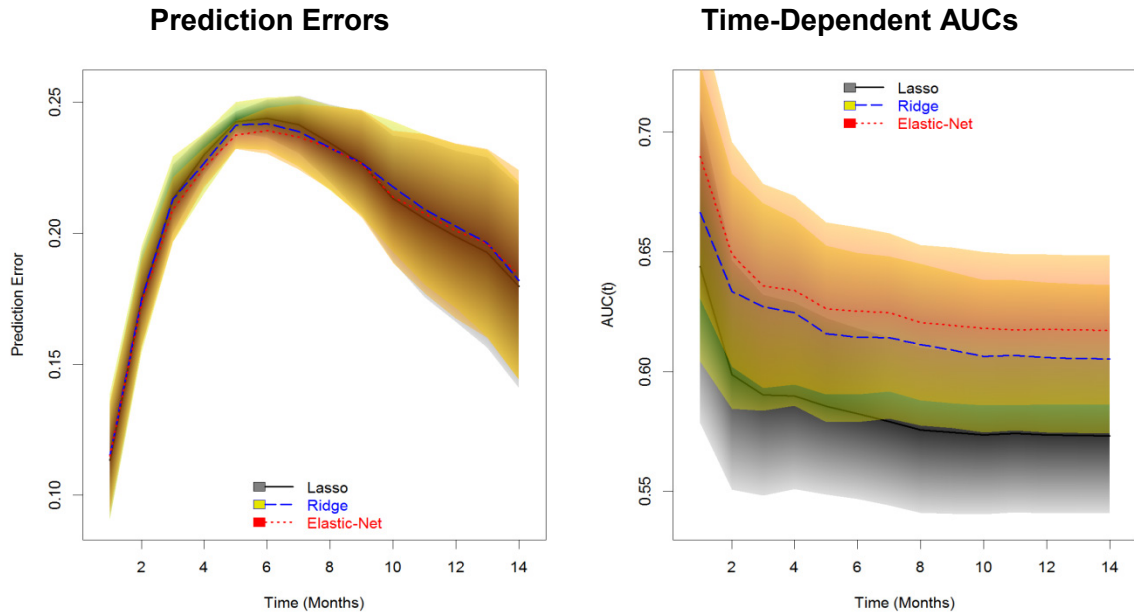 Prediction Errors
Prediction Error
0.25
0.20
0.15
0.10
Lasso
Ridge
Elastic-Net
2 4 6 8 10 12 14
Time (Months)
Time-Dependent AUCs
AUC(t)
0.70
0.65
0.60
0.55
Lasso
Ridge
Elastic-Net
2 4 6 8 10 12 14
Time (Months)